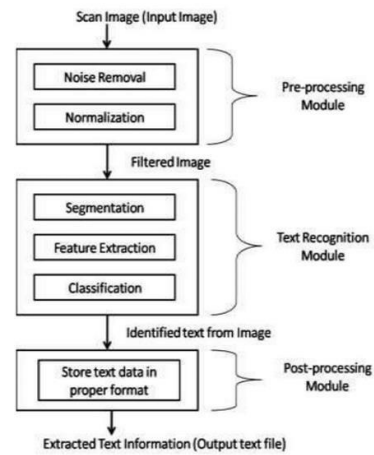 Scan Image (Input Image)
Noise Removal
Normalization
Pre-processing
Module
Filtered Image
Segmentation
Feature Extraction
Classification
Text Recognition
Module
Identified text from Image
Store text data in
proper format
Post-processing
Module
Extracted Text Information (Output text file)